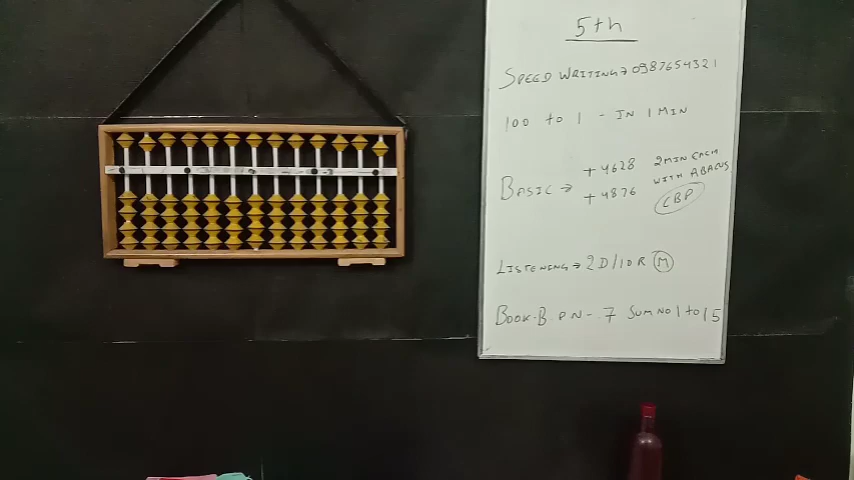 5th
SPEED WRITING → 0987654321
100 to 1 - IN 1 MIN
BASIC → +4628 2MIN EACH
+4876 WITH ABACUS
CBP
LISTENING → 2D/10R M
BOOK-B PN-7 SUM NO 1 to 15